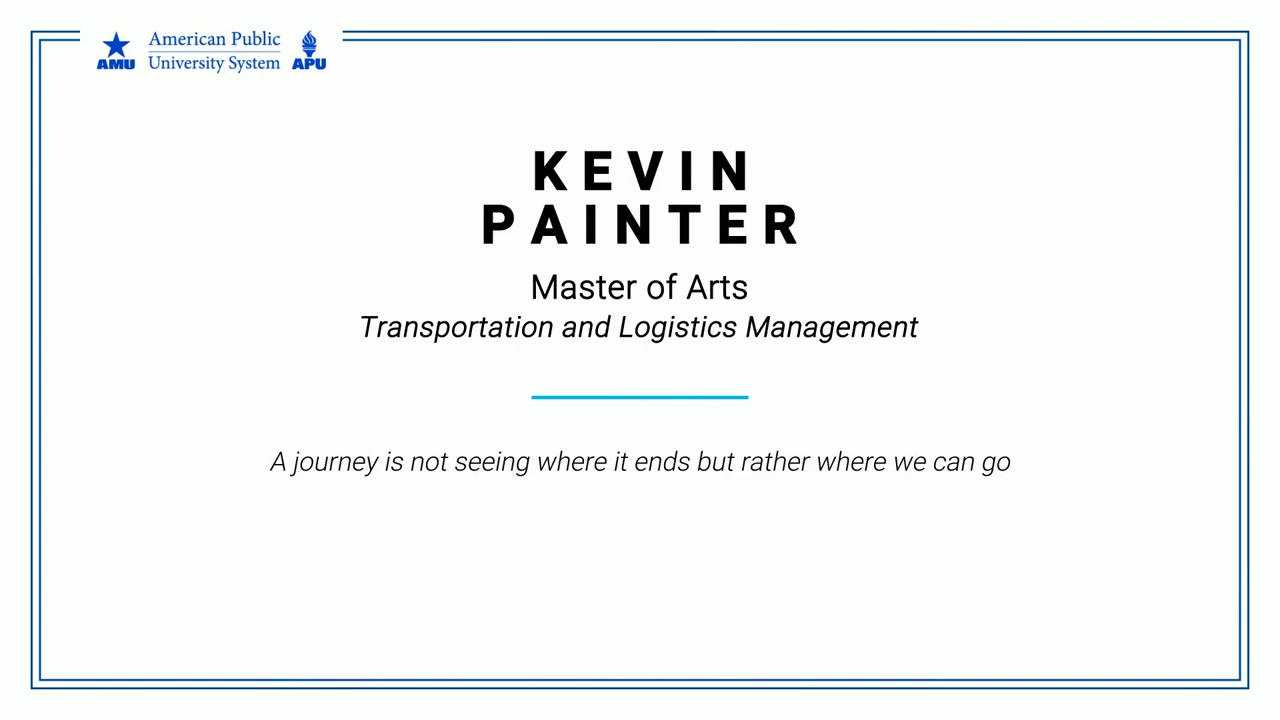 American Public
AMU University System APU
KEVIN
PAINTER
Master of Arts
Transportation and Logistics Management
A journey is not seeing where it ends but rather where we can go